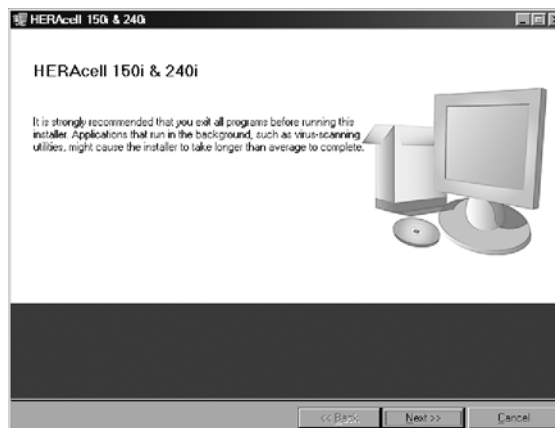 HERAcell 150i & 240i
HERAcell 150i & 240i
It is strongly recommended that you exit all programs before running this
installer. Applications that run in the background, such as virus-scanning
utilities, might cause the installer to take longer than average to complete.
<< Back Next >> Cancel